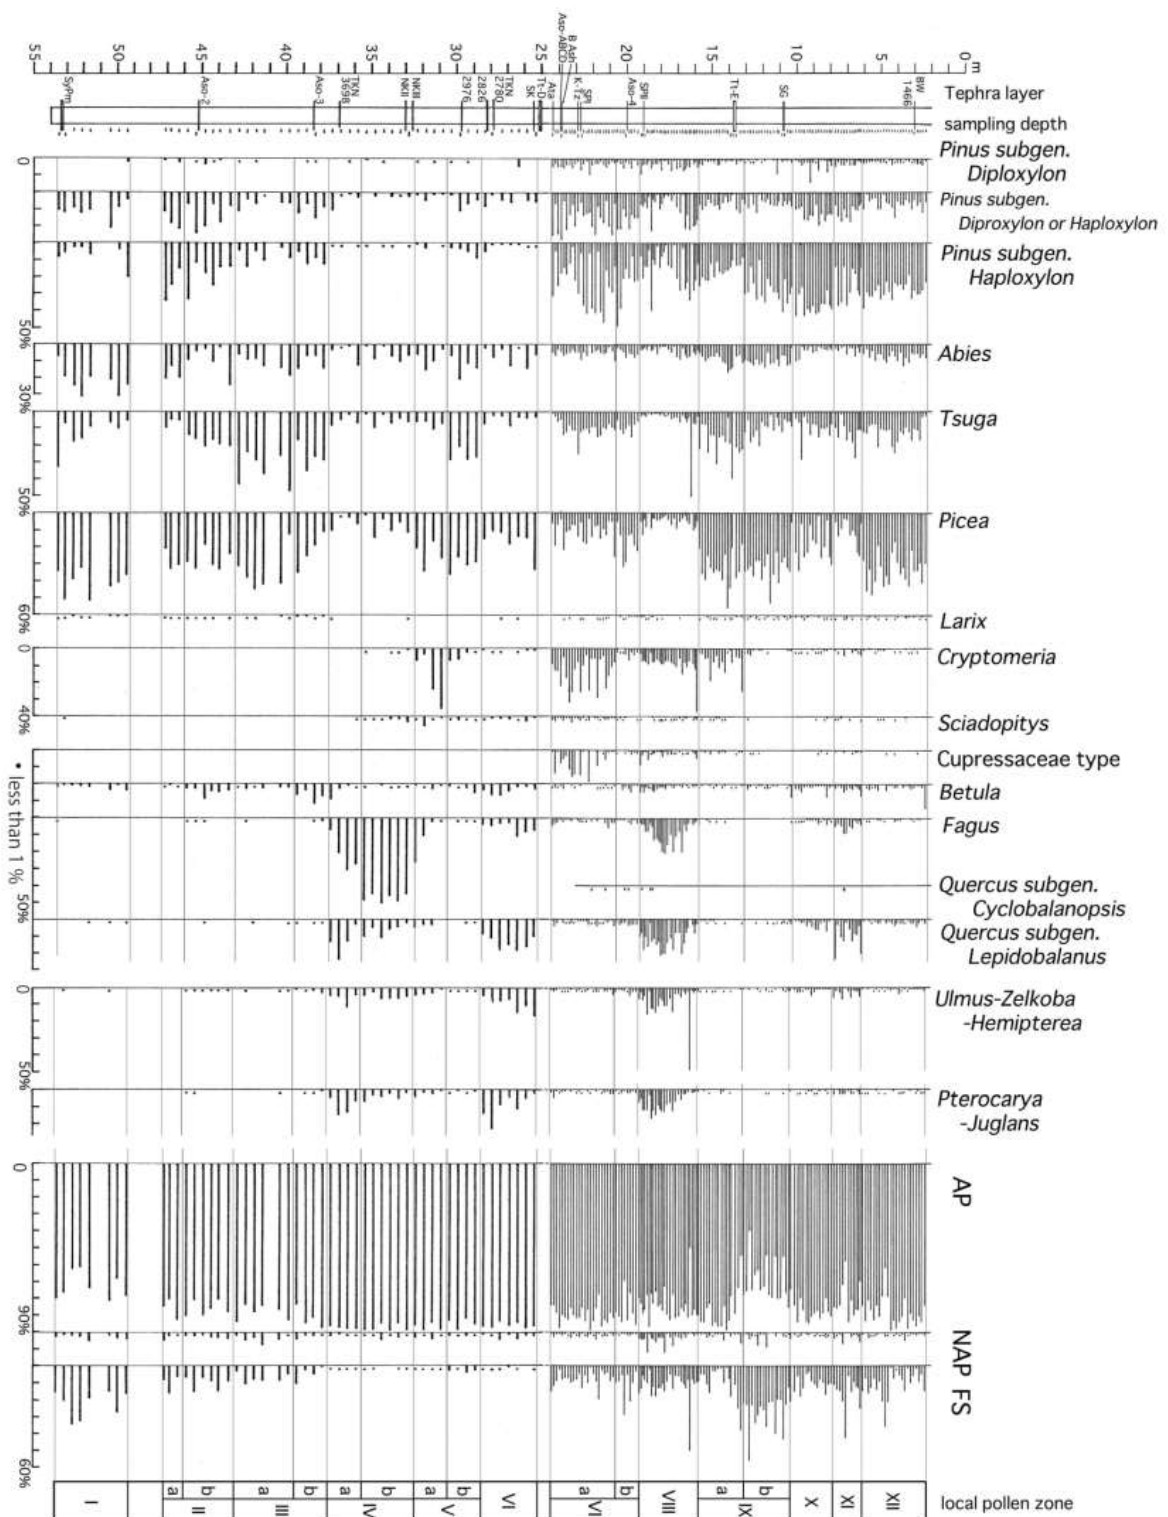 m
0
5
10
15
20
25
30
35
40
45
50
55
Tephra layer
BW
1466
SG
Tt-E
SPII
Aso-4
SPI
K-Tz
B Ash
Aso-ABCD
Ata
Tt-D
SK
TKN
2780
2826
2976
NKIII
NKII
TKN
3698
Aso-3
Aso-2
SyPm
sampling depth
Pinus subgen.
Diploxylon
0
Pinus subgen.
Diproxylon or Haploxylon
Pinus subgen.
Haploxylon
50%
Abies
30%
Tsuga
50%
Picea
60%
Larix
0
Cryptomeria
40%
Sciadopitys
Cupressaceae type
Betula
Fagus
50%
Quercus subgen.
Cyclobalanopsis
Quercus subgen.
Lepidobalanus
• less than 1 %
0
Ulmus-Zelkoba
-Hemipterea
50%
Pterocarya
-Juglans
0
AP
90%
NAP
FS
60%
local pollen zone
I
a
b
II
a
b
III
a
b
IV
a
b
V
VI
a
b
VI
VIII
a
b
IX
X
XI
XII